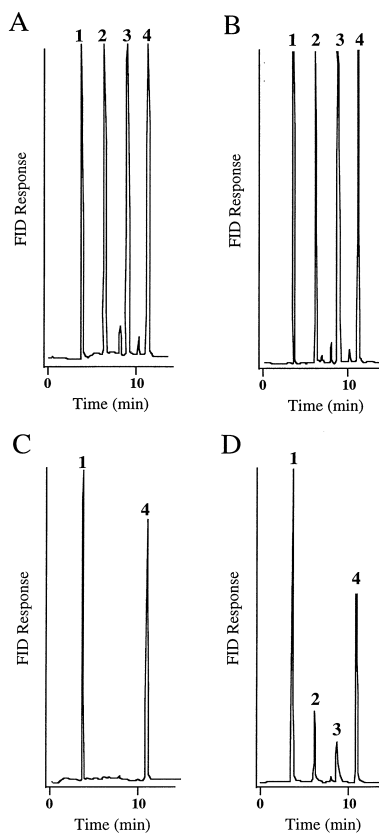 A
1 2 3 4
FID Response
0 10
Time (min)
B
1 2 3 4
FID Response
0 10
Time (min)
C
1
4
FID Response
0 10
Time (min)
D
1
4
2
3
FID Response
0 10
Time (min)